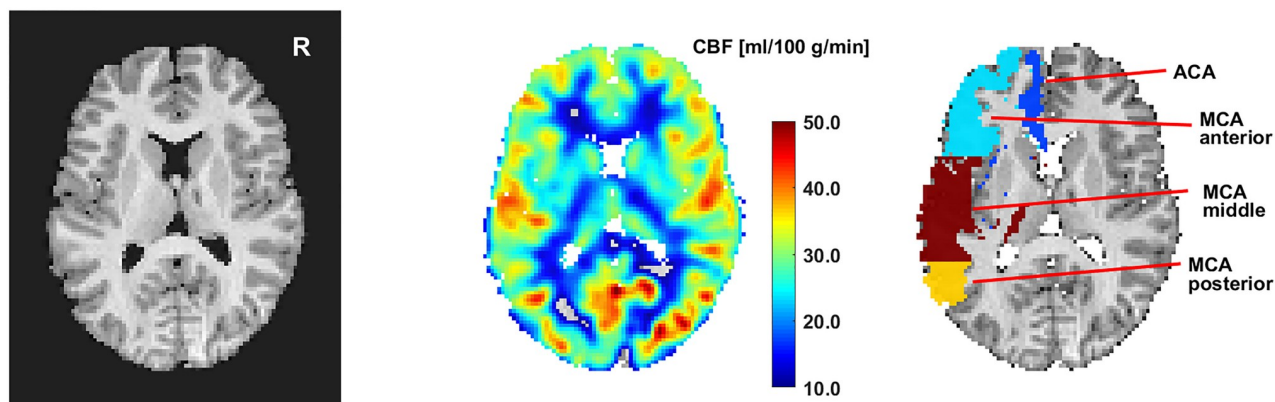 R
CBF [ml/100 g/min]
50.0
40.0
30.0
20.0
10.0
ACA
MCA
anterior
MCA
middle
MCA
posterior